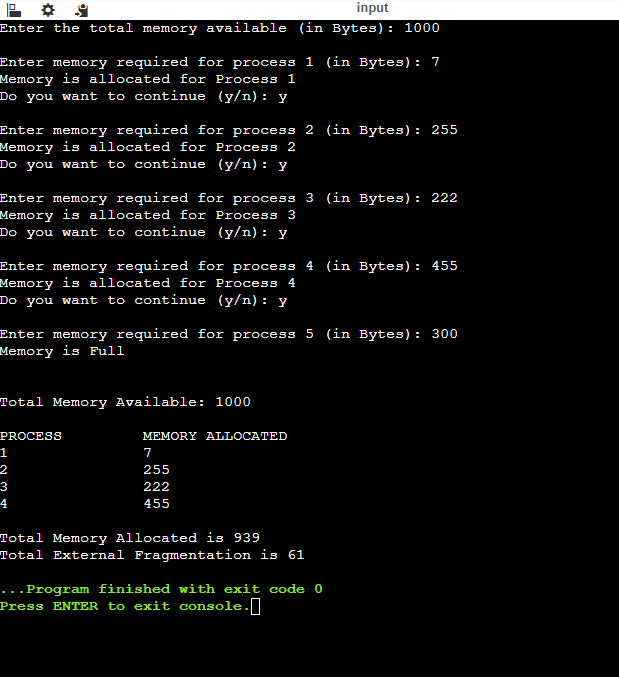 input
Enter the total memory available (in Bytes): 1000
Enter memory required for process 1 (in Bytes): 7
Memory is allocated for Process 1
Do you want to continue (y/n): y
Enter memory required for process 2 (in Bytes): 255
Memory is allocated for Process 2
Do you want to continue (y/n): y
Enter memory required for process 3 (in Bytes): 222
Memory is allocated for Process 3
Do you want to continue (y/n): y
Enter memory required for process 4 (in Bytes): 455
Memory is allocated for Process 4
Do you want to continue (y/n): y
Enter memory required for process 5 (in Bytes): 300
Memory is Full
Total Memory Available: 1000
PROCESS MEMORY ALLOCATED
1 7
2 255
3 222
4 455
Total Memory Allocated is 939
Total External Fragmentation is 61
...Program finished with exit code 0
Press ENTER to exit console.